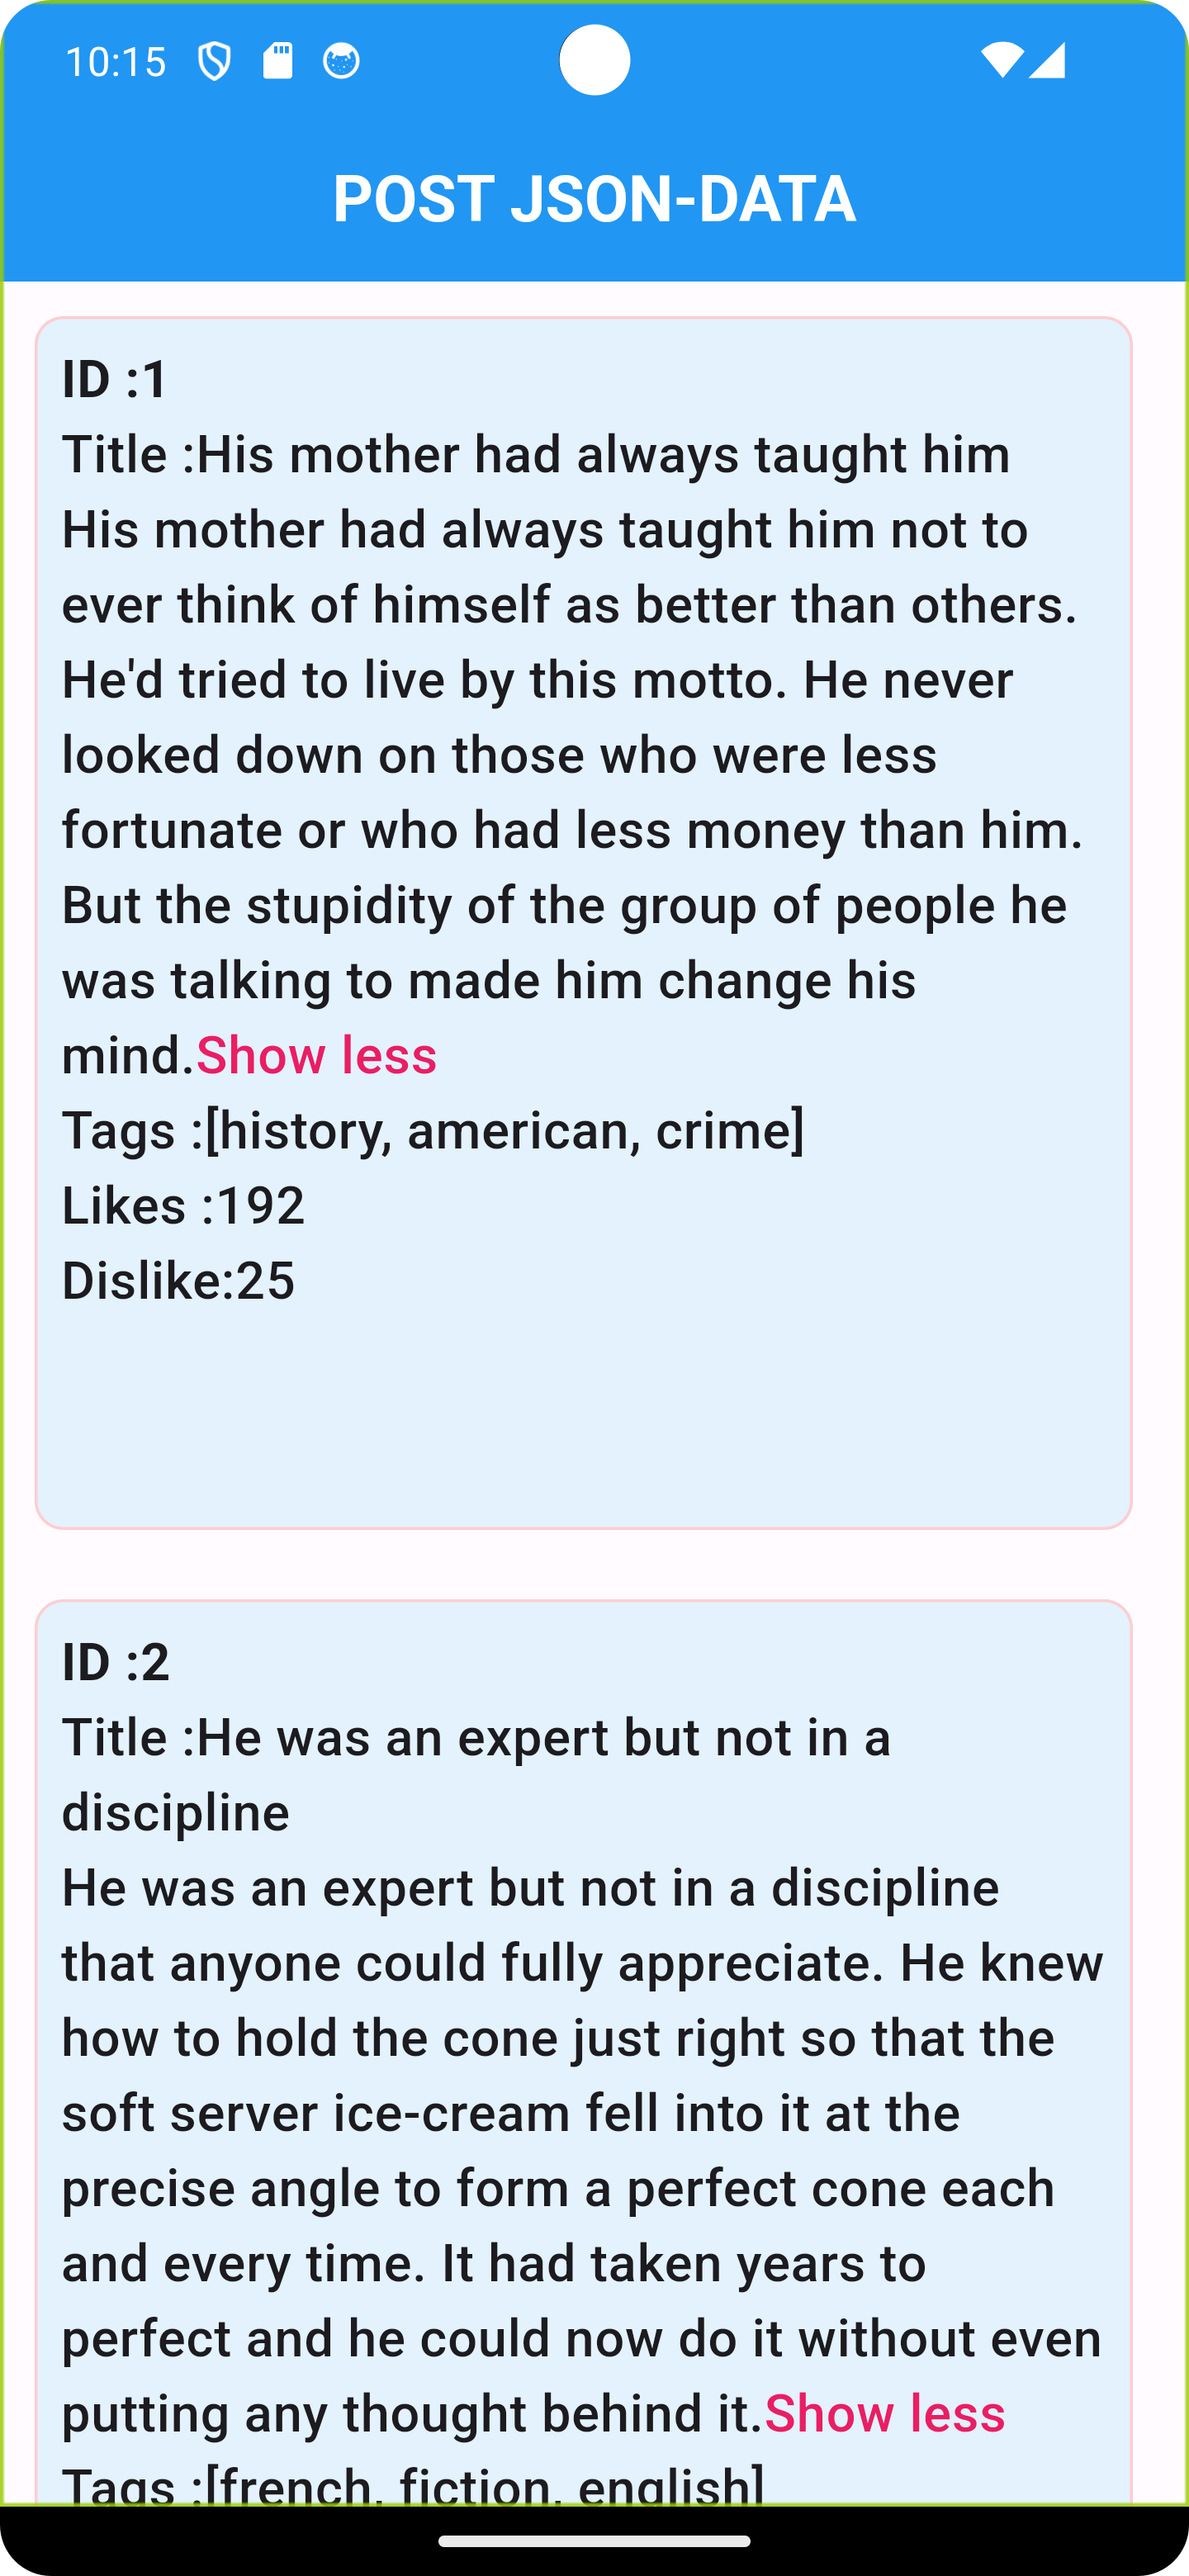 10:15
POST JSON-DATA
ID :1
Title :His mother had always taught him
His mother had always taught him not to
ever think of himself as better than others.
He'd tried to live by this motto. He never
looked down on those who were less
fortunate or who had less money than him.
But the stupidity of the group of people he
was talking to made him change his
mind.Show less
Tags :[history, american, crime]
Likes :192
Dislike:25
ID :2
Title :He was an expert but not in a
discipline
He was an expert but not in a discipline
that anyone could fully appreciate. He knew
how to hold the cone just right so that the
soft server ice-cream fell into it at the
precise angle to form a perfect cone each
and every time. It had taken years to
perfect and he could now do it without even
putting any thought behind it.Show less
Tags :[french, fiction, english]